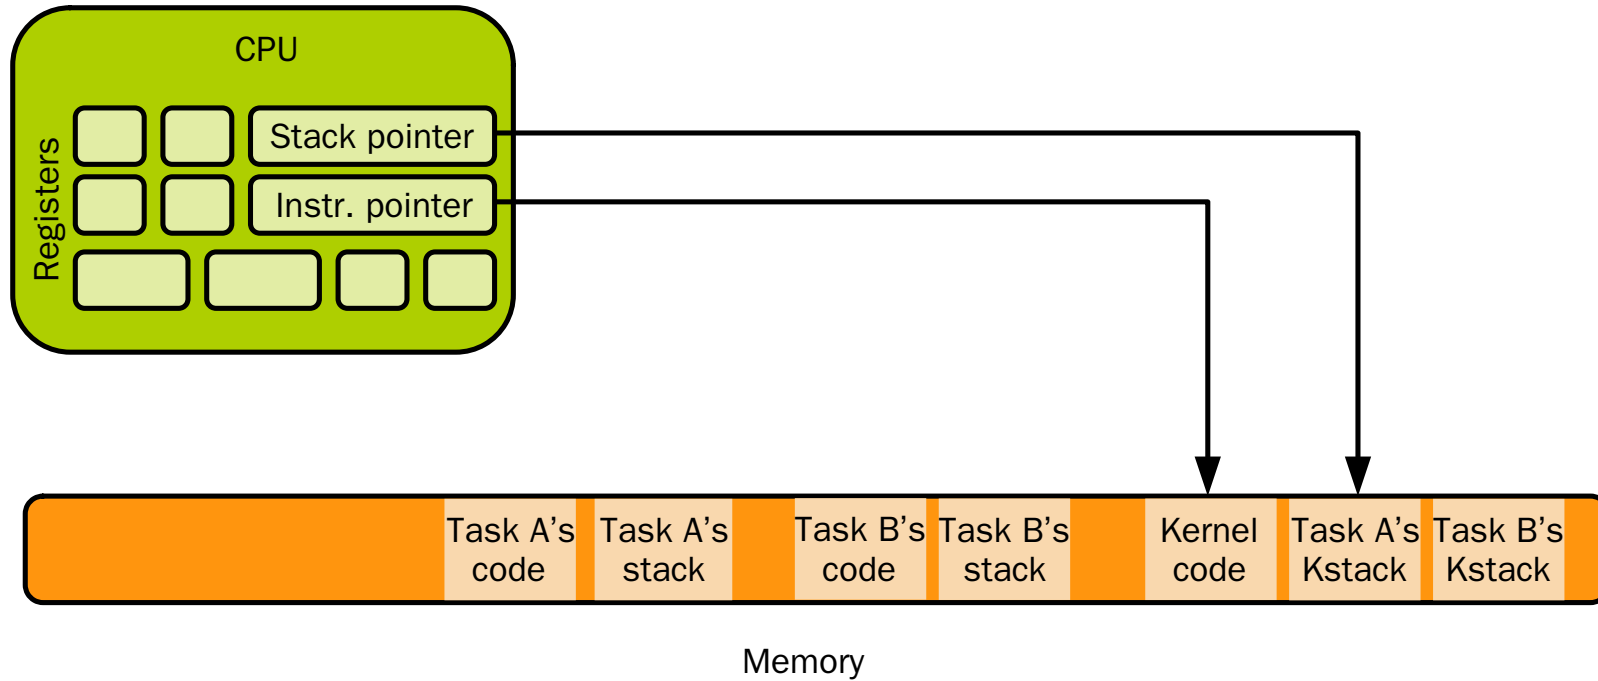 CPU
Registers
Stack pointer
Instr. pointer
Task A’s
code
Task A’s
stack
Task B’s
code
Task B’s
stack
Kernel
code
Task A’s
Kstack
Task B’s
Kstack
Memory